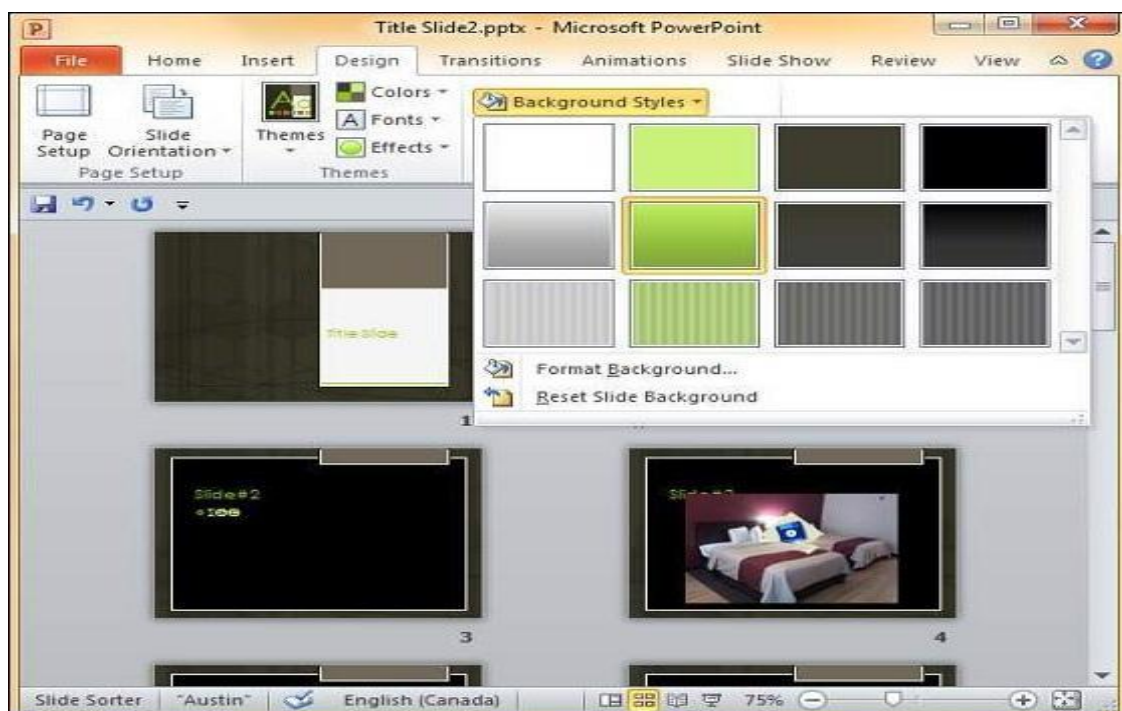 Title Slide2.pptx - Microsoft PowerPoint
File Home Insert Design Transitions Animations Slide Show Review View
Page Setup
Slide Orientation
Themes
Colors
Fonts
Effects
Background Styles
Page Setup
Themes
Format Background...
Reset Slide Background
Title Slide
1
Slide#2
3
4
Slide Sorter "Austin" English (Canada) 75%